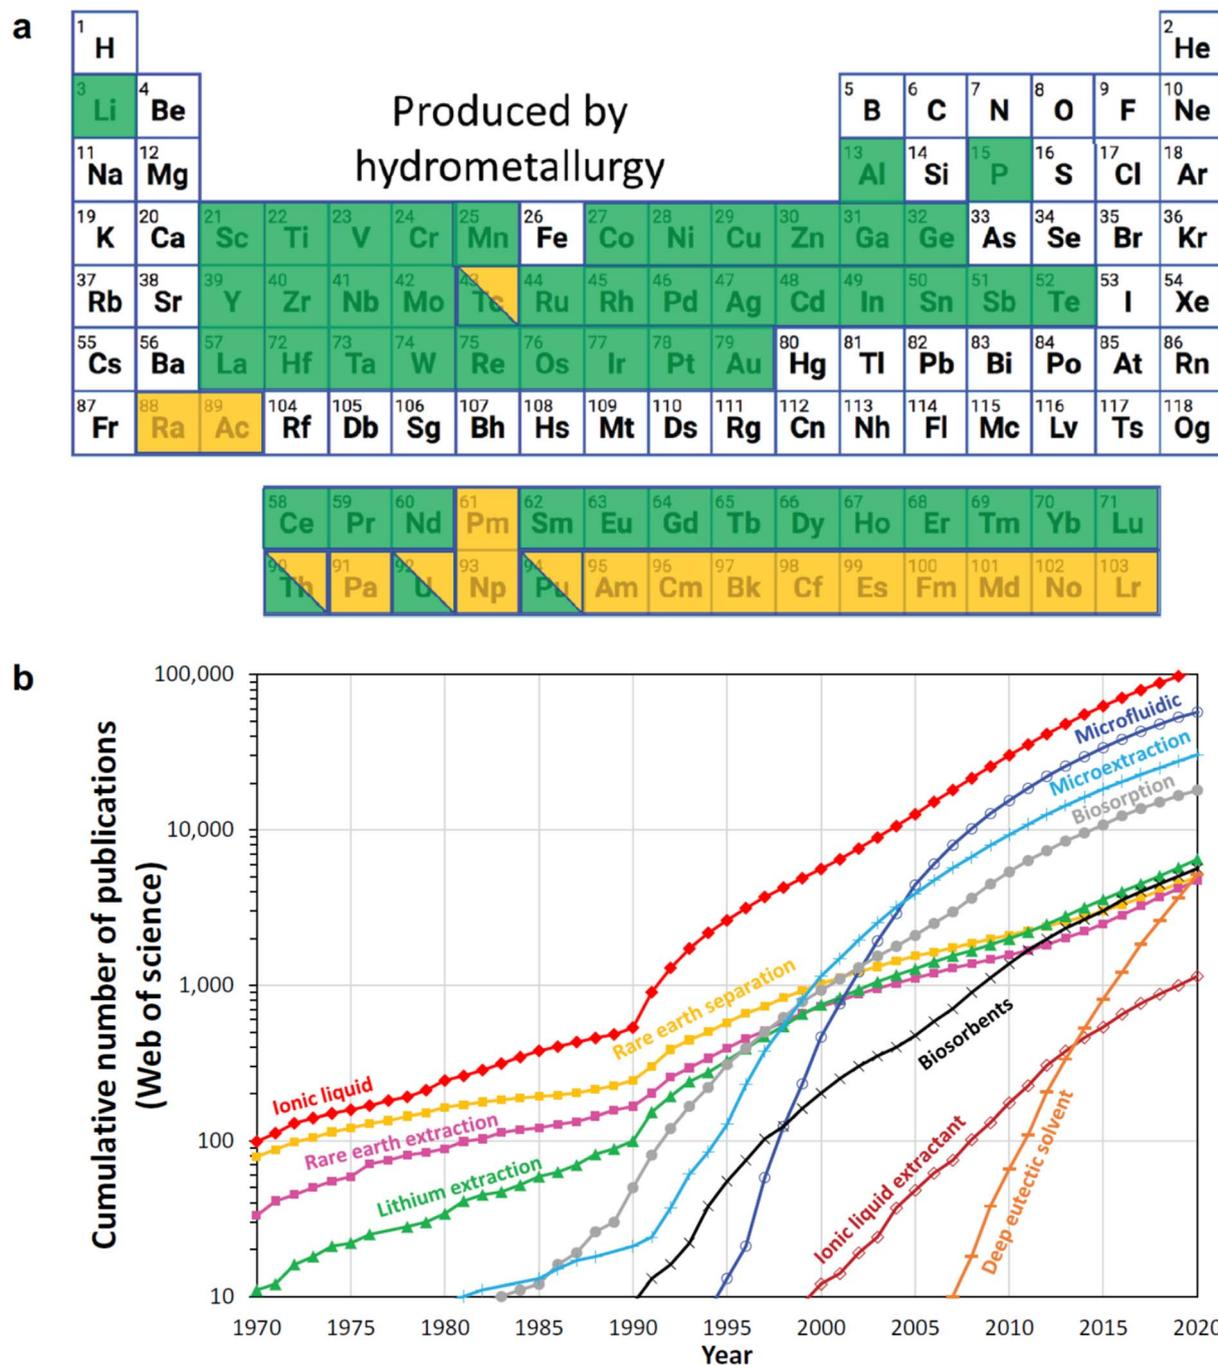 a
1 H 2 He
3 Li 4 Be 5 B 6 C 7 N 8 O 9 F 10 Ne
Produced by
hydrometallurgy
11 Na 12 Mg 13 Al 14 Si 15 P 16 S 17 Cl 18 Ar
19 K 20 Ca 21 Sc 22 Ti 23 V 24 Cr 25 Mn 26 Fe 27 Co 28 Ni 29 Cu 30 Zn 31 Ga 32 Ge 33 As 34 Se 35 Br 36 Kr
37 Rb 38 Sr 39 Y 40 Zr 41 Nb 42 Mo 43 Tc 44 Ru 45 Rh 46 Pd 47 Ag 48 Cd 49 In 50 Sn 51 Sb 52 Te 53 I 54 Xe
55 Cs 56 Ba 57 La 72 Hf 73 Ta 74 W 75 Re 76 Os 77 Ir 78 Pt 79 Au 80 Hg 81 Tl 82 Pb 83 Bi 84 Po 85 At 86 Rn
87 Fr 88 Ra 89 Ac 104 Rf 105 Db 106 Sg 107 Bh 108 Hs 109 Mt 110 Ds 111 Rg 112 Cn 113 Nh 114 Fl 115 Mc 116 Lv 117 Ts 118 Og
58 Ce 59 Pr 60 Nd 61 Pm 62 Sm 63 Eu 64 Gd 65 Tb 66 Dy 67 Ho 68 Er 69 Tm 70 Yb 71 Lu
90 Th 91 Pa 92 U 93 Np 94 Pu 95 Am 96 Cm 97 Bk 98 Cf 99 Es 100 Fm 101 Md 102 No 103 Lr
b
Cumulative number of publications
(Web of science)
100,000
10,000
1,000
100
10
Microfluidic
Microextraction
Biosorption
Rare earth separation
Biosorbents
Ionic liquid
Rare earth extraction
Lithium extraction
Ionic liquid extractant
Deep eutectic solvent
1970 1975 1980 1985 1990 1995 2000 2005 2010 2015 2020
Year